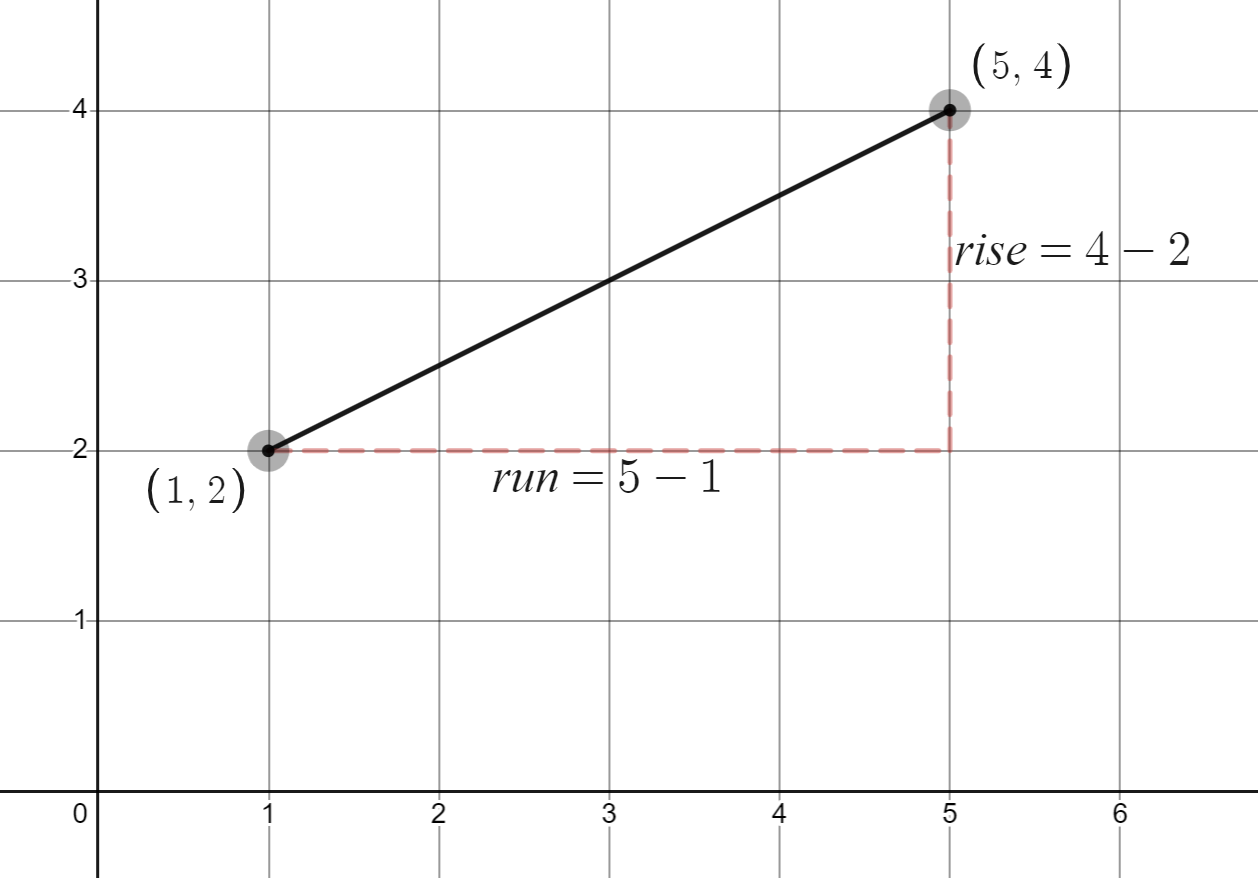 (5, 4)
4
rise = 4 − 2
3
2
run = 5 − 1
(1, 2)
1
0 1 2 3 4 5 6